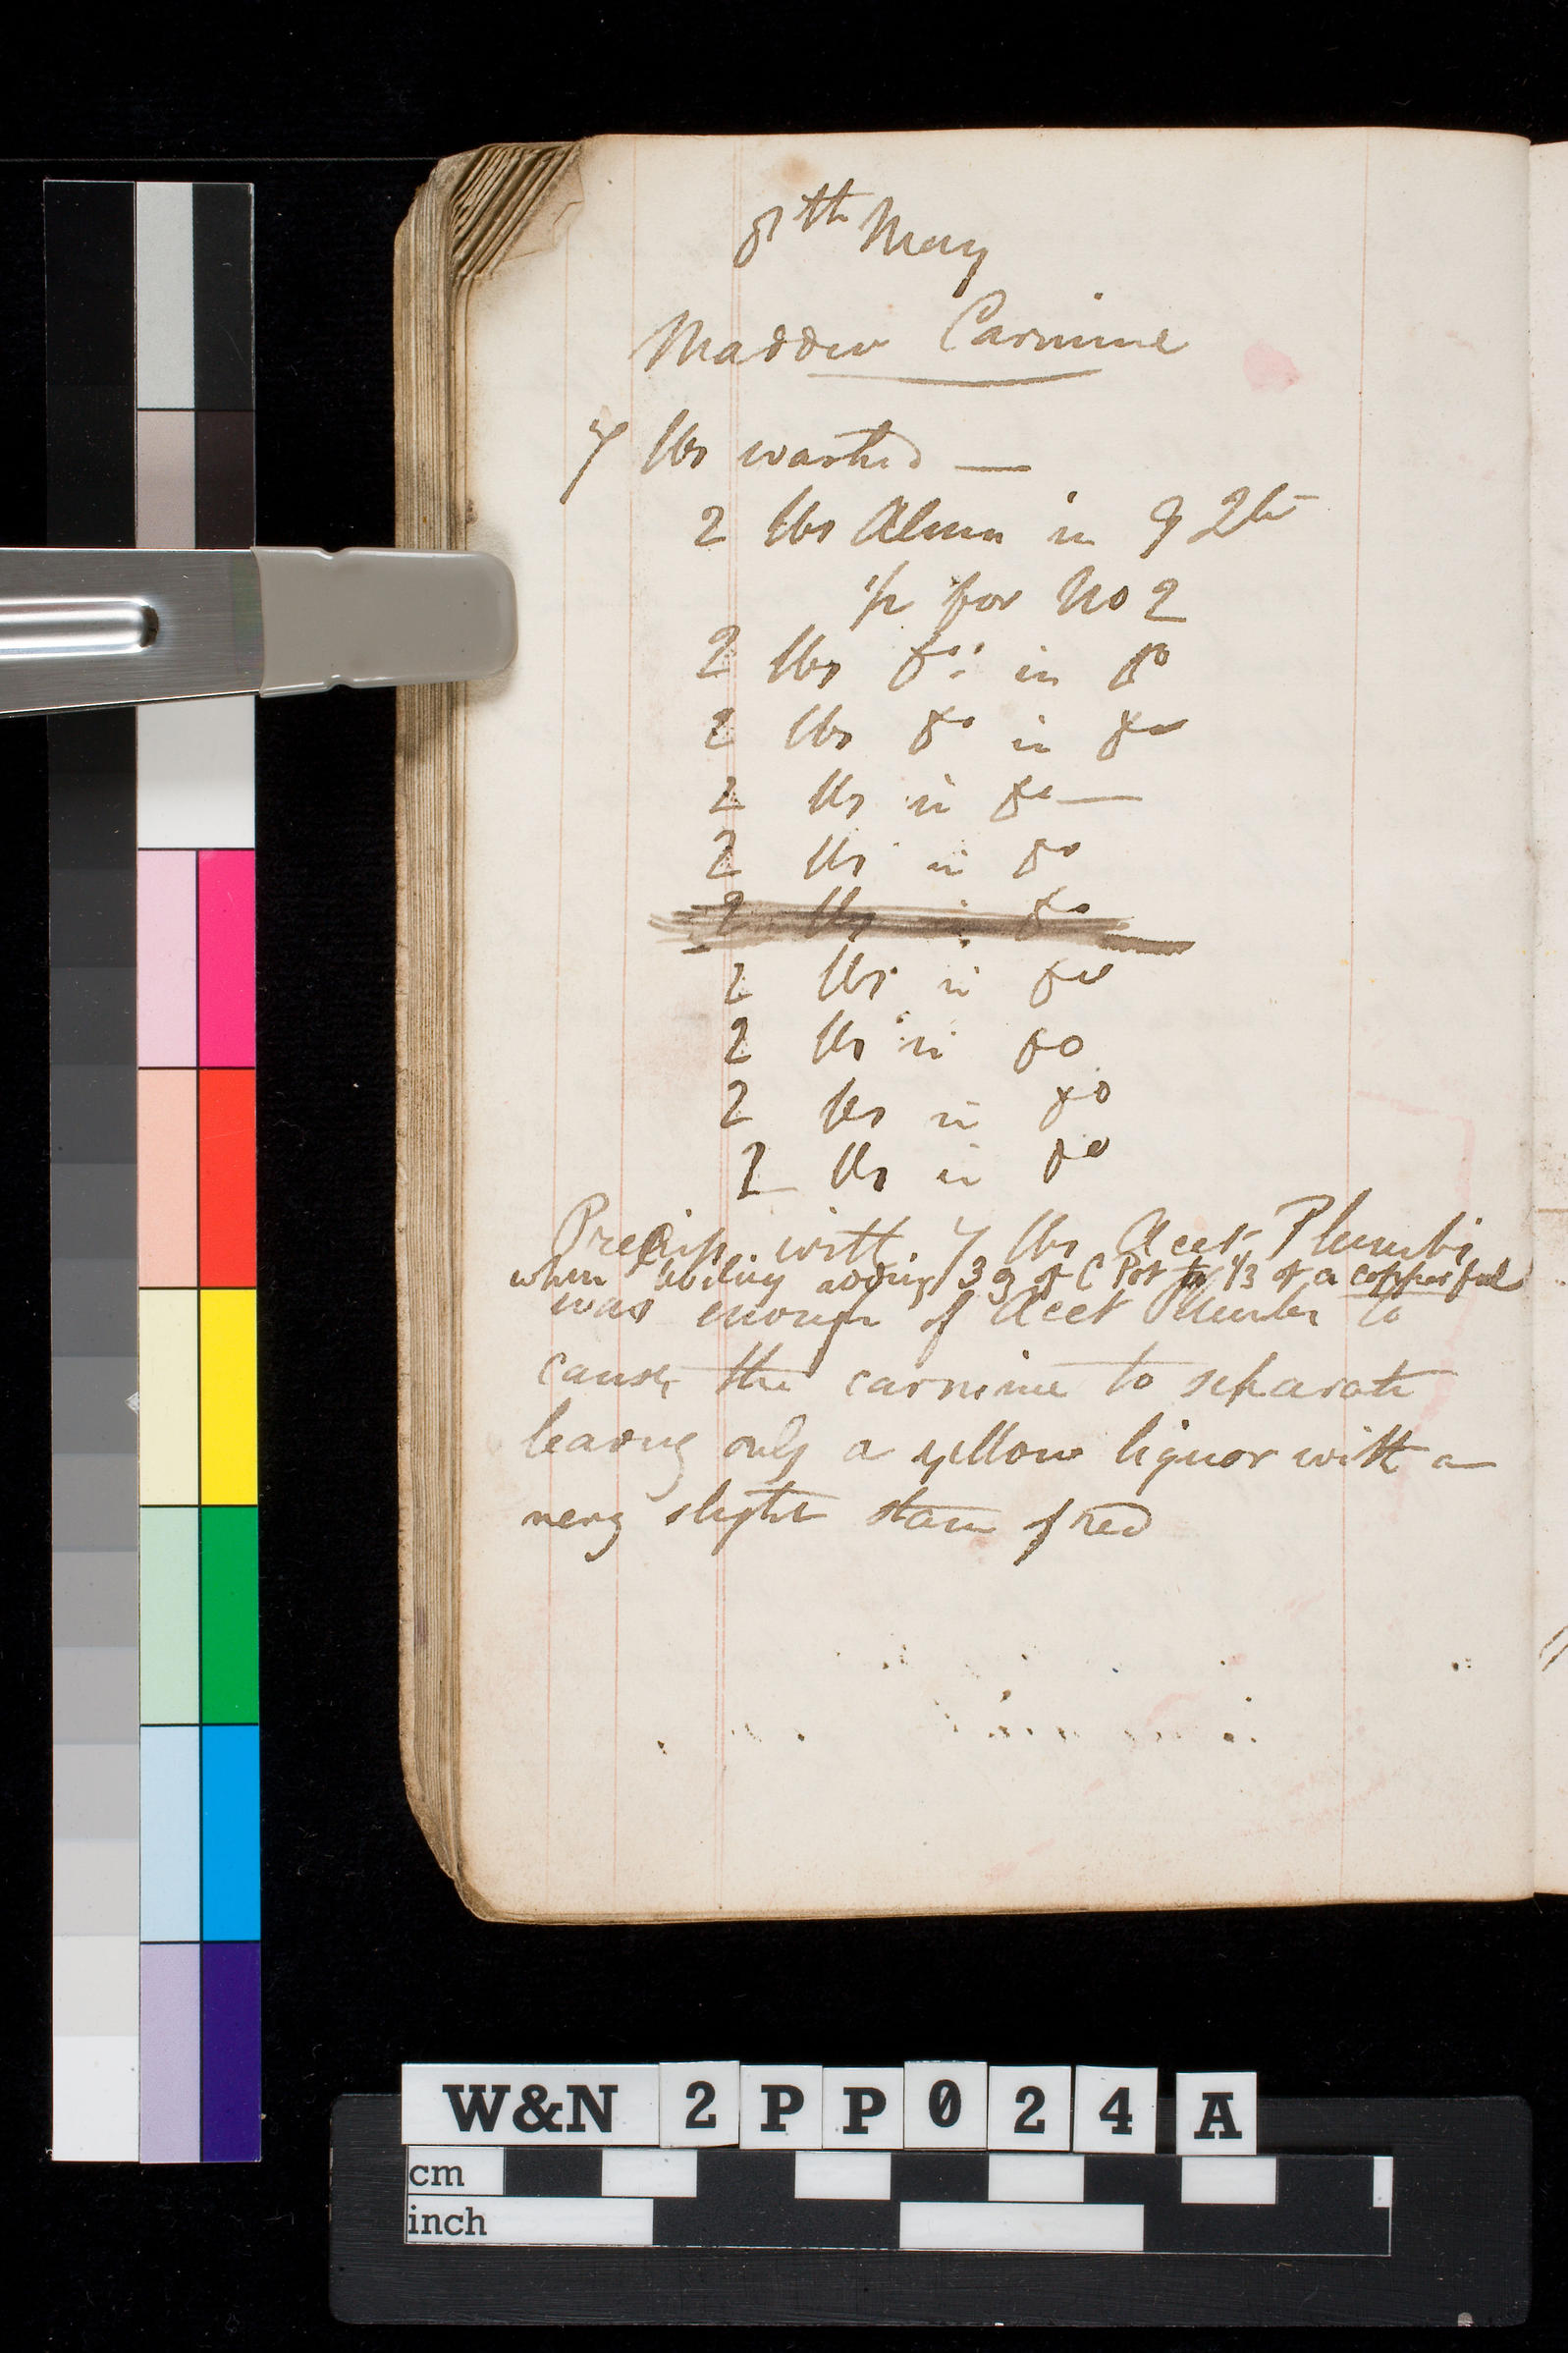 8th May
Madder Carmine
7 lbs washed —
2 lbs Alum in 9 Qts
1/2 for No 2
2 lbs do: in do
2 lbs do in do
2 lbs in do —
2 lbs in do
2 lbs in do
2 lbs in do
2 lbs in do
2 lbs in do
2 lbs in do
Precip. with 7 lbs Acet Plumbi
when boiling adding 3 g of C Pot to 1/3 of a copperful
was enough of Acet Plumbi to
cause the carmine to separate
leaving only a yellow liquor with a
very slight stain of red
W&N 2PP024 A
cm
inch